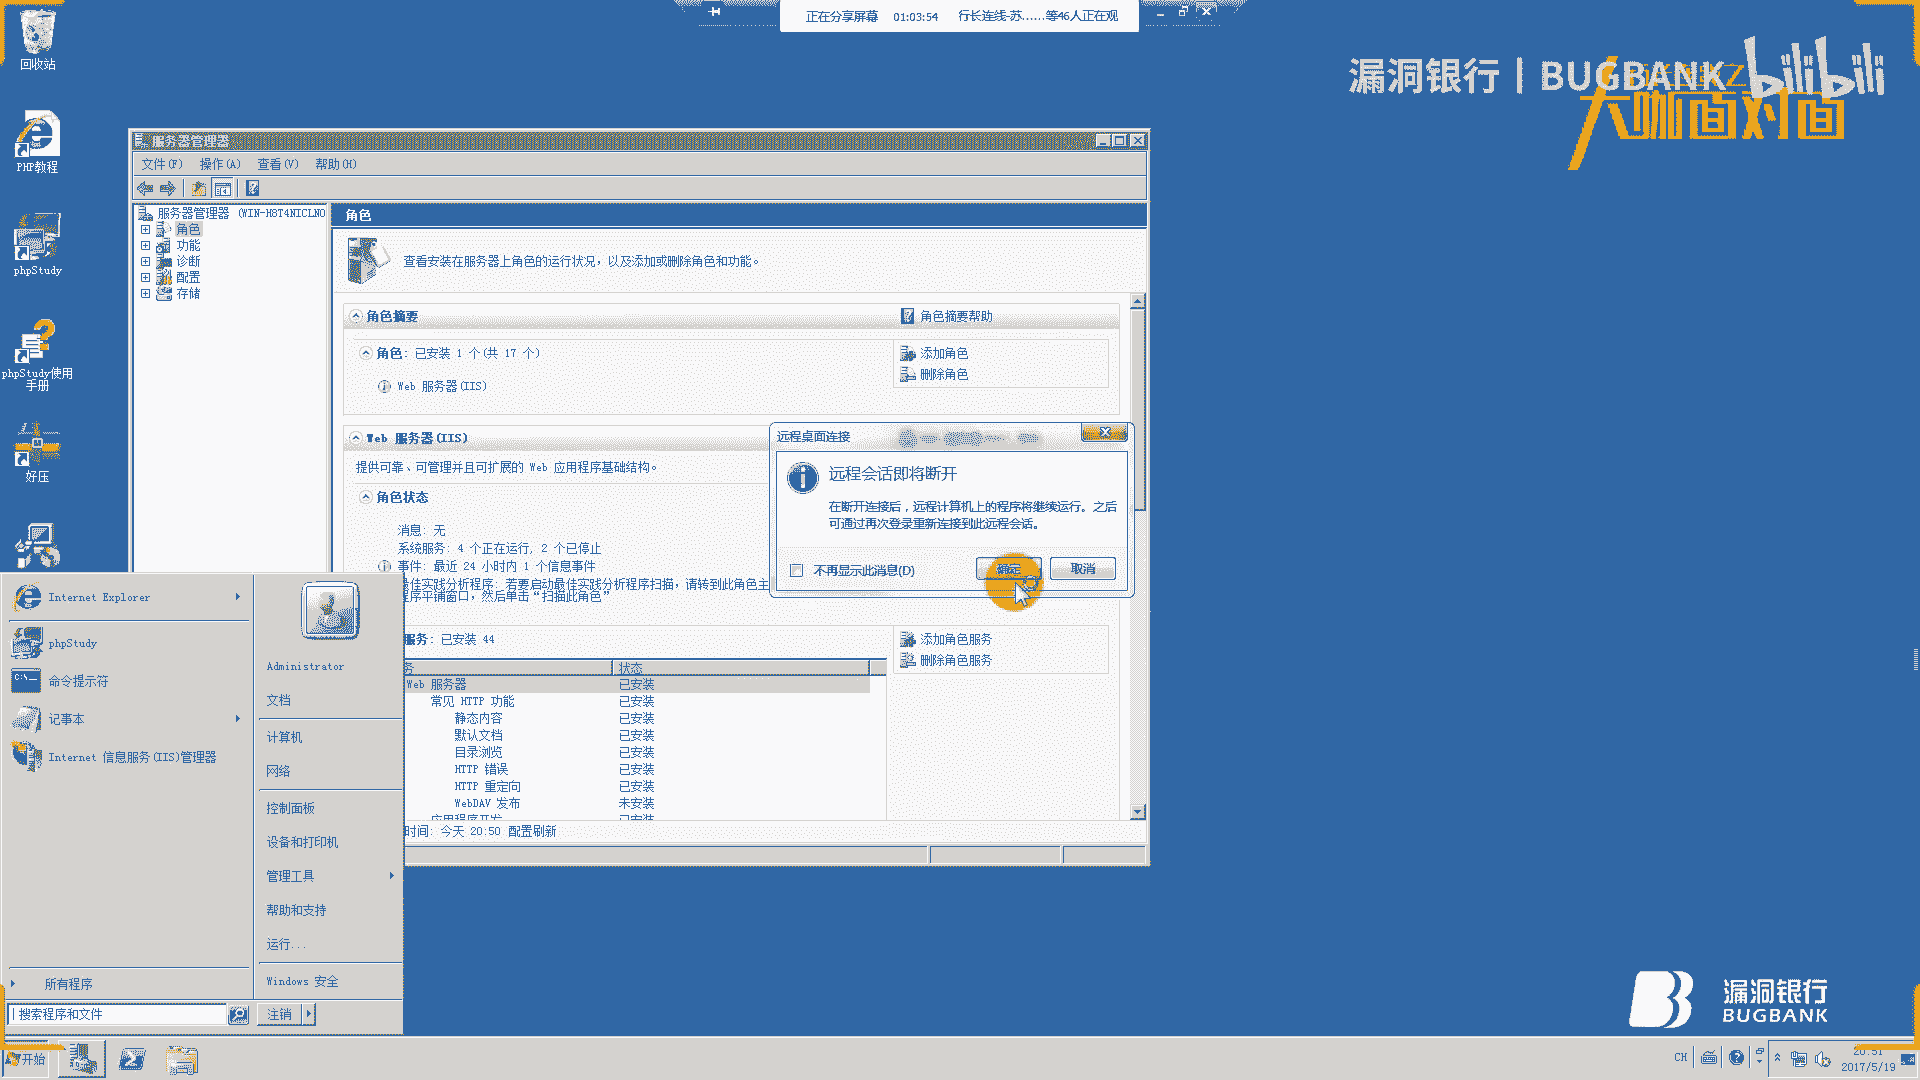 正在分享屏幕 01:03:54 行长连线-苏……等46人正在观
回收站
漏洞银行 | BUGBANK bilibili
大咖面对面
PHP教程
phpStudy
phpStudy使用
手册
好压
服务器管理器
文件(F) 操作(A) 查看(V) 帮助(H)
服务器管理器 (WIN-H8T4NICLNO
角色
功能
诊断
配置
存储
角色
查看安装在服务器上角色的运行状况，以及添加或删除角色和功能。
角色摘要
角色摘要帮助
角色: 已安装 1 个(共 17 个)
Web 服务器(IIS)
添加角色
删除角色
Web 服务器(IIS)
提供可靠、可管理并且可扩展的 Web 应用程序基础结构。
角色状态
消息: 无
系统服务: 4 个正在运行, 2 个已停止
事件: 最近 24 小时内 1 个信息事件
最佳实践分析程序: 若要启动最佳实践分析程序扫描，请转到此角色主
程序平铺窗口，然后单击“扫描此角色”
服务: 已安装 44
添加角色服务
删除角色服务
务 状态
Web 服务器 已安装
常见 HTTP 功能 已安装
静态内容 已安装
默认文档 已安装
目录浏览 已安装
HTTP 错误 已安装
HTTP 重定向 已安装
WebDAV 发布 未安装
应用程序开发 已安装
时间: 今天 20:50 配置刷新
远程桌面连接
远程会话即将断开
在断开连接后，远程计算机上的程序将继续运行。之后
可通过再次登录重新连接到此远程会话。
不再显示此消息(D)
确定
取消
Internet Explorer
phpStudy
命令提示符
记事本
Internet 信息服务(IIS)管理器
所有程序
搜索程序和文件
Administrator
文档
计算机
网络
控制面板
设备和打印机
管理工具
帮助和支持
运行...
Windows 安全
注销
漏洞银行
BUGBANK
开始
CH
20:51
2017/5/19